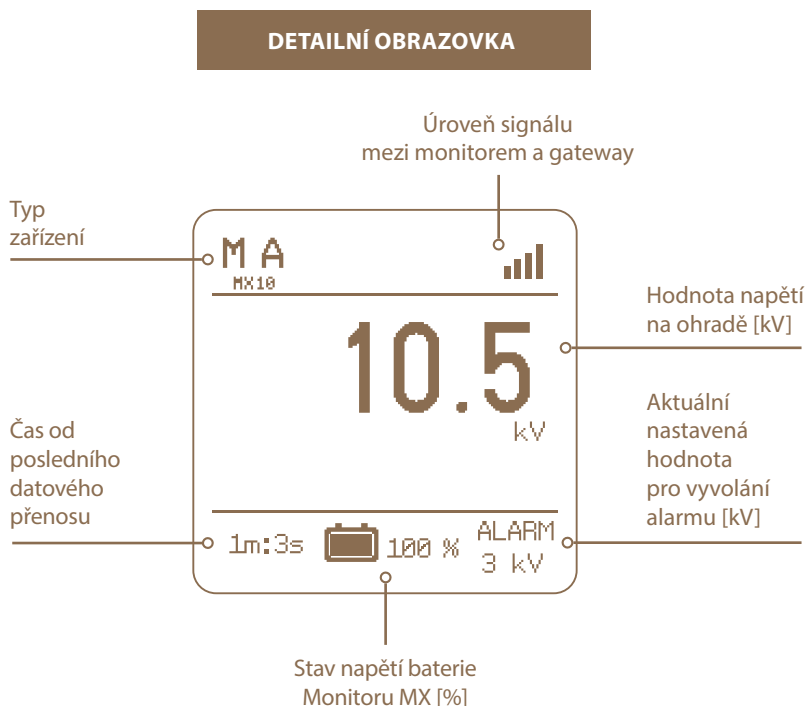 DETAILNÍ OBRAZOVKA
Úroveň signálu
mezi monitorem a gateway
Typ
zařízení
M A
MX10
Hodnota napětí
na ohradě [kV]
10.5
kV
Aktuální
nastavená
hodnota
pro vyvolání
alarmu [kV]
Čas od
posledního
datového
přenosu
1m:3s
100 %
ALARM
3 kV
Stav napětí baterie
Monitoru MX [%]